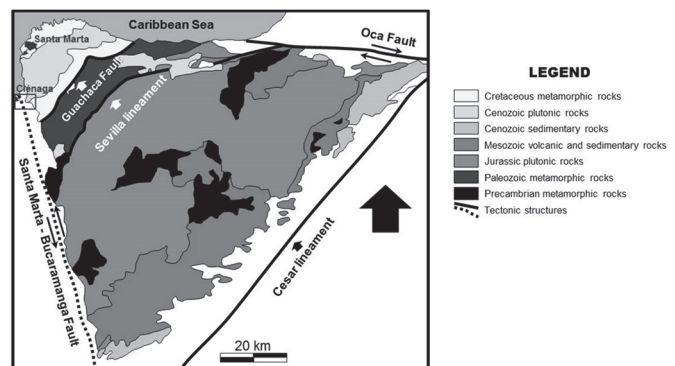 Caribbean Sea
Santa Marta
Oca Fault
Ciénaga
Guachaca Fault
Sevilla lineament
Santa Marta - Bucaramanga Fault
Cesar lineament
20 km
LEGEND
Cretaceous metamorphic rocks
Cenozoic plutonic rocks
Cenozoic sedimentary rocks
Mesozoic volcanic and sedimentary rocks
Jurassic plutonic rocks
Paleozoic metamorphic rocks
Precambrian metamorphic rocks
Tectonic structures